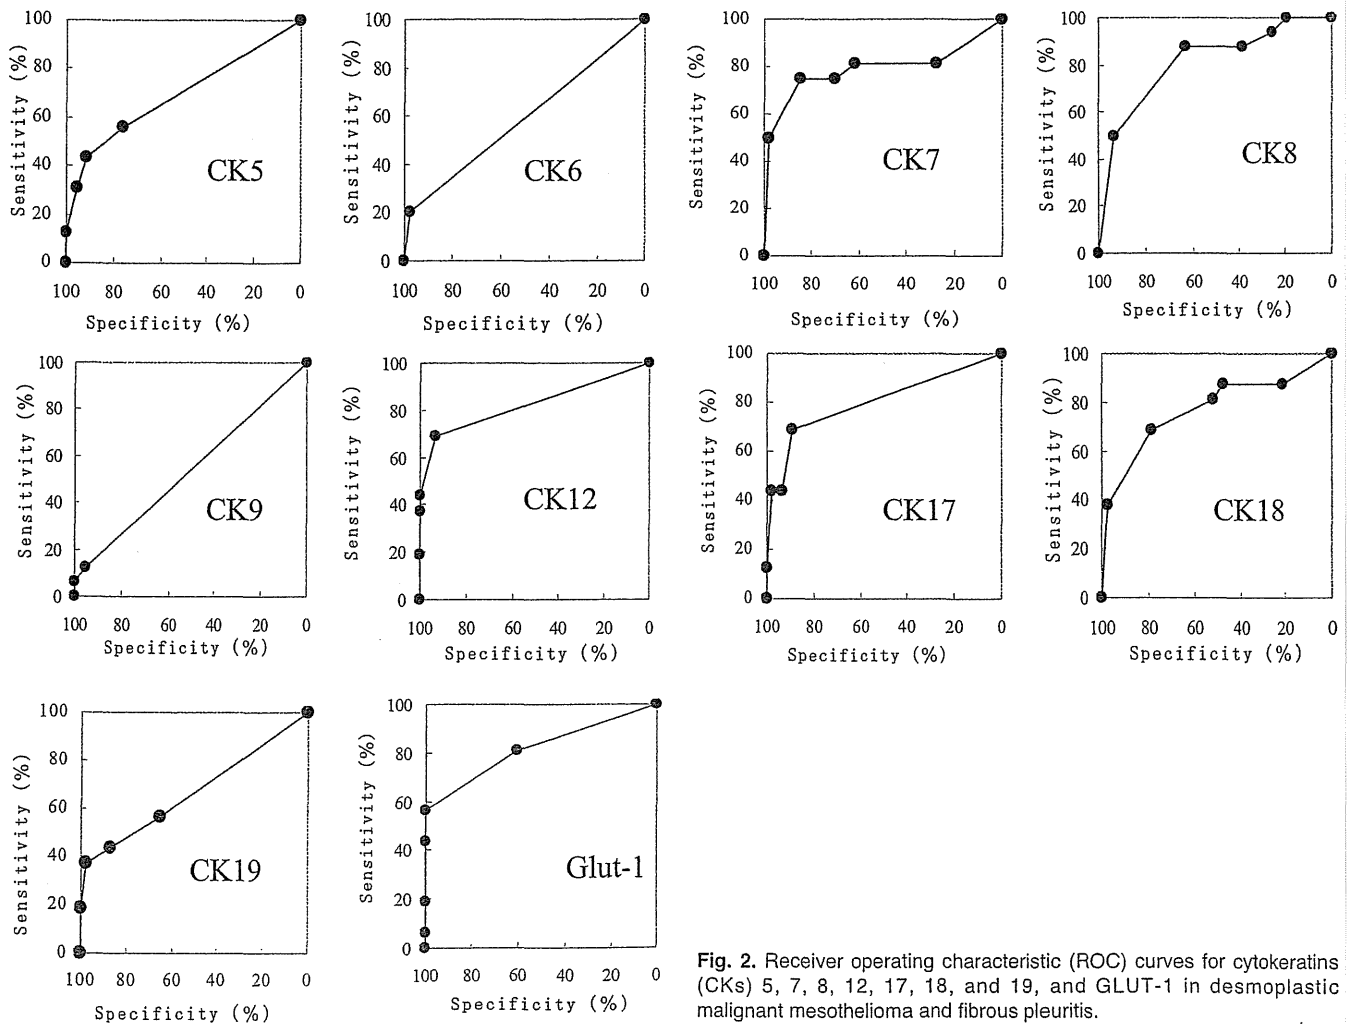 100
80
60
40
20
0
Sensitivity (%)
CK5
100 80 60 40 20 0
Specificity (%)
100
80
60
40
20
0
Sensitivity (%)
CK6
100 80 60 40 20 0
Specificity (%)
100
80
60
40
20
0
Sensitivity (%)
CK7
100 80 60 40 20 0
Specificity (%)
100
80
60
40
20
0
Sensitivity (%)
CK8
100 80 60 40 20 0
Specificity (%)
100
80
60
40
20
0
Sensitivity (%)
CK9
100 80 60 40 20 0
Specificity (%)
100
80
60
40
20
0
Sensitivity (%)
CK12
100 80 60 40 20 0
Specificity (%)
100
80
60
40
20
0
Sensitivity (%)
CK17
100 80 60 40 20 0
Specificity (%)
100
80
60
40
20
0
Sensitivity (%)
CK18
100 80 60 40 20 0
Specificity (%)
100
80
60
40
20
0
Sensitivity (%)
CK19
100 80 60 40 20 0
Specificity (%)
100
80
60
40
20
0
Sensitivity (%)
Glut-1
100 80 60 40 20 0
Specificity (%)
Fig. 2. Receiver operating characteristic (ROC) curves for cytokeratins
(CKs) 5, 7, 8, 12, 17, 18, and 19, and GLUT-1 in desmoplastic
malignant mesothelioma and fibrous pleuritis.